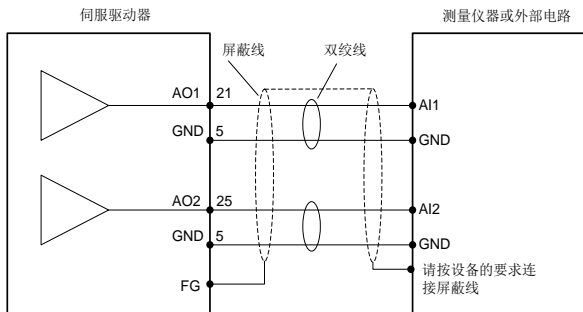 伺服驱动器
测量仪器或外部电路
屏蔽线
双绞线
AO1 21
AI1
GND 5
GND
AO2 25
AI2
GND 5
GND
FG
请按设备的要求连
接屏蔽线